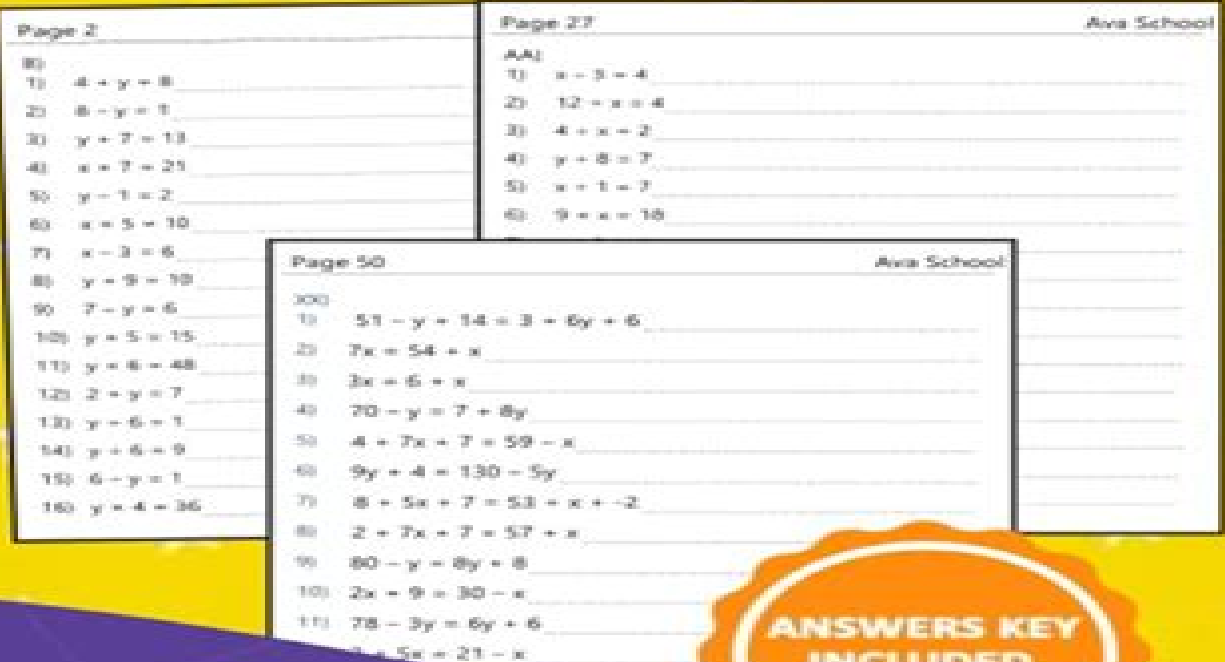 Page 2
B)
1) 4 + y = 8
2) 8 - y = 1
3) y + 7 = 13
4) x 7 = 21
5) y - 1 = 2
6) x 5 = 10
7) x - 3 = 6
8) y 9 = 10
9) 7 - y = 6
10) y 5 = 15
11) y 6 = 48
12) 2 + y = 7
13) y - 6 = 1
14) y + 6 = 9
15) 6 - y = 1
16) y 4 = 36
Page 27 Ava School
AA)
1) x - 3 = 4
2) 12 x = 4
3) 4 x = 2
4) y 8 = 7
5) x 1 = 7
6) 9 x = 18
Page 50 Ava School
1) 51 - y + 14 = 3 + 6y + 6
2) 7x = 54 + x
3) 3x = 6 + x
4) 70 - y = 7 + 8y
5) 4 + 7x + 7 = 59 - x
6) 9y + 4 = 130 - 5y
7) 8 + 5x + 7 = 53 + x + -2
8) 2 + 7x + 7 = 57 + x
9) 80 - y = 8y + 8
10) 2x + 9 = 30 - x
11) 78 - 3y = 6y + 6
5x = 21 - x
ANSWERS KEY
INCLUDED